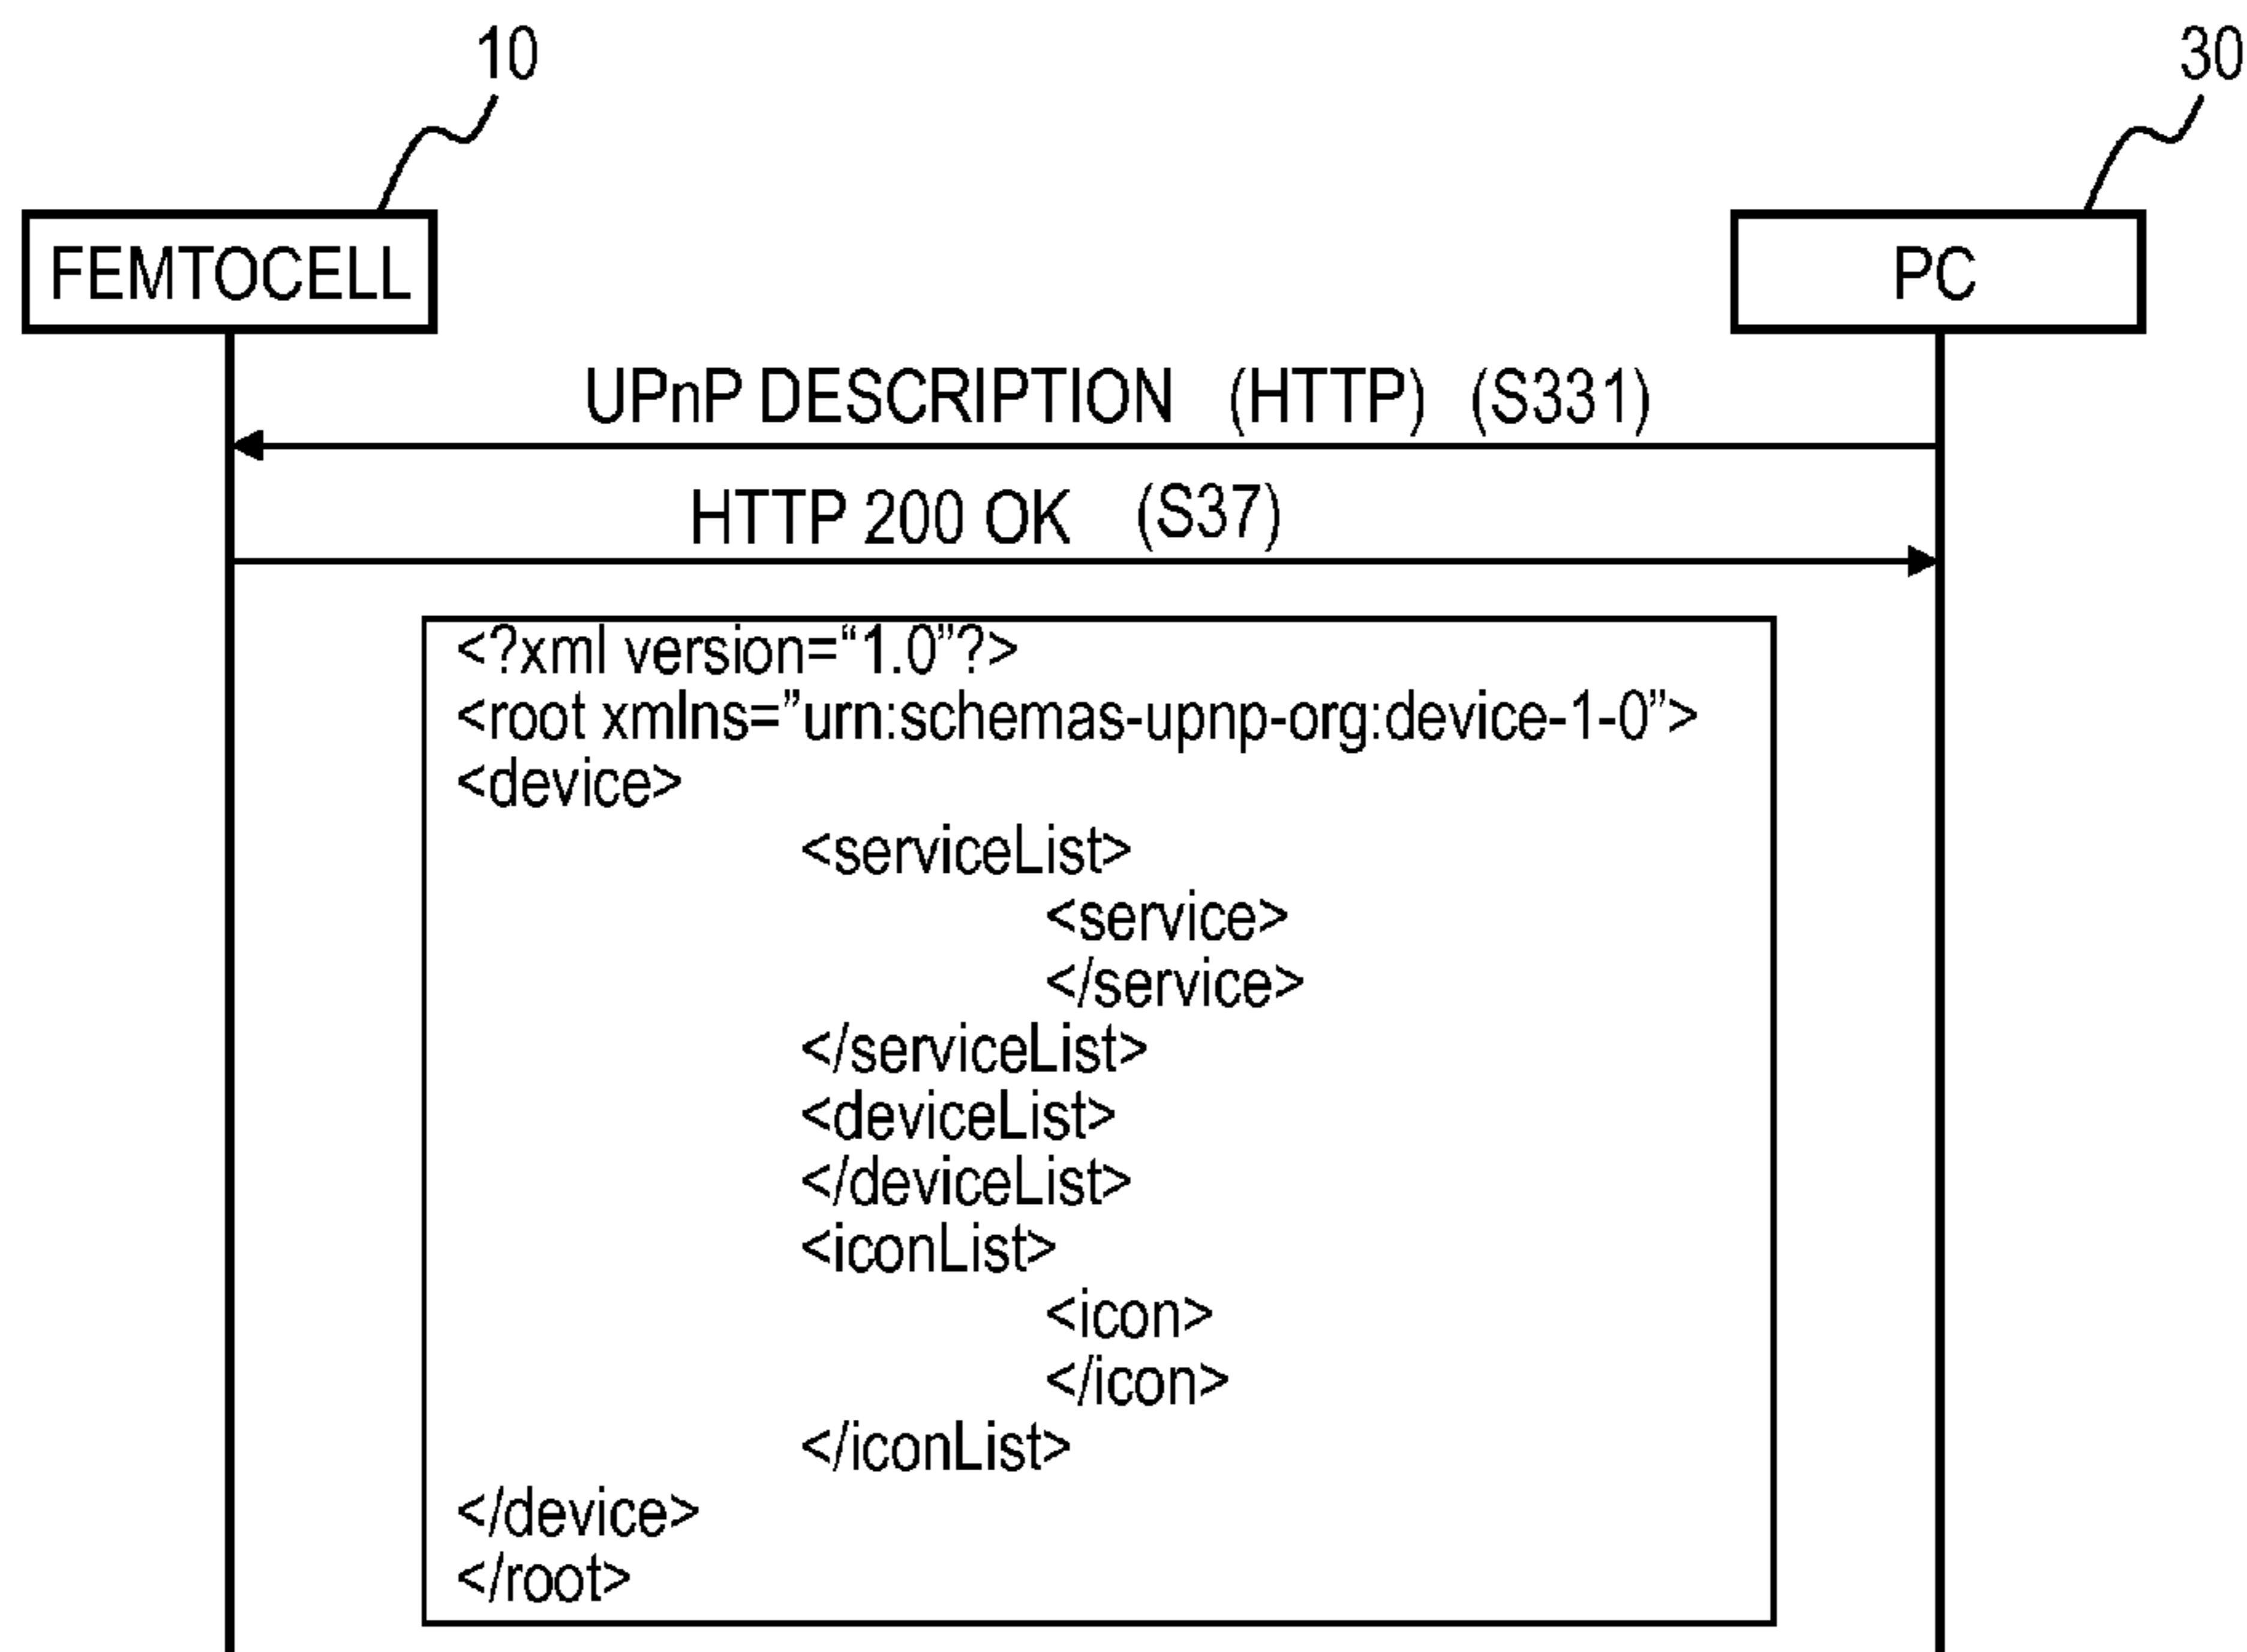 10
30
FEMTOCELL
PC
UPnP DESCRIPTION (HTTP) (S331)
HTTP 200 OK (S37)
<?xml version=“1.0”?>
<root xmlns=”urn:schemas-upnp-org:device-1-0”>
<device>
<serviceList>
<service>
</service>
</serviceList>
<deviceList>
</deviceList>
<iconList>
<icon>
</icon>
</iconList>
</device>
</root>